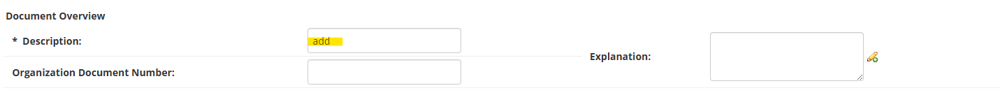 Document Overview
* Description:
add
Explanation:
Organization Document Number: